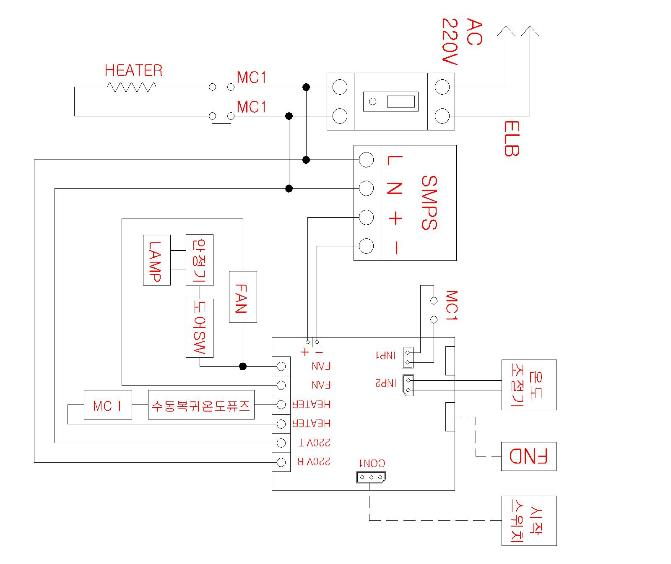 AC
220V
HEATER
MC1
MC1
ELB
SMPS
L
N
+
-
LAMP
안정기
FAN
도어SW
MC1
+ -
FAN
FAN
HEATER
HEATER
220V T
220V R
INP1
INP2
CON1
MC1
수동복귀온도퓨즈
온도
조절기
FND
시작
스위치